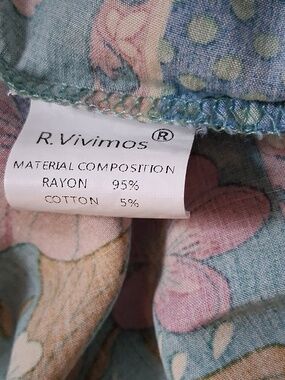 R.Vivimos®
MATERIAL COMPOSITION
RAYON 95%
COTTON 5%